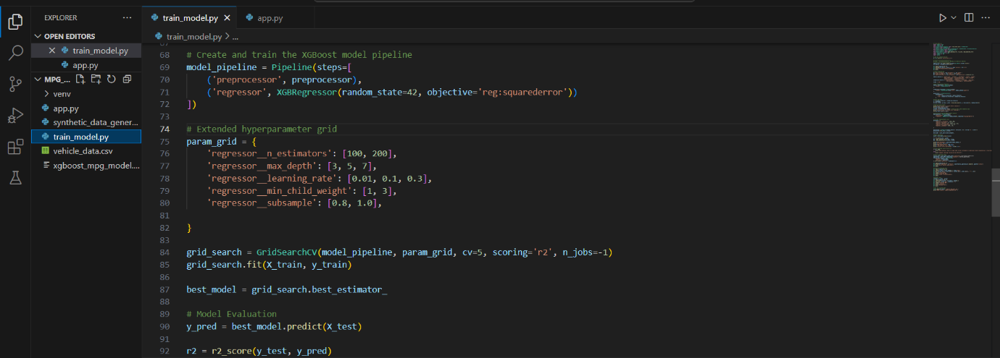 EXPLORER
OPEN EDITORS
train_model.py
app.py
MPG_...
venv
app.py
synthetic_data_gener...
train_model.py
vehicle_data.csv
xgboost_mpg_model....
train_model.py
app.py
train_model.py > ...
68 # Create and train the XGBoost model pipeline
69 model_pipeline = Pipeline(steps=[
70     ('preprocessor', preprocessor),
71     ('regressor', XGBRegressor(random_state=42, objective='reg:squarederror'))
72 ])
73
74 # Extended hyperparameter grid
75 param_grid = {
76     'regressor__n_estimators': [100, 200],
77     'regressor__max_depth': [3, 5, 7],
78     'regressor__learning_rate': [0.01, 0.1, 0.3],
79     'regressor__min_child_weight': [1, 3],
80     'regressor__subsample': [0.8, 1.0],
81
82 }
83
84 grid_search = GridSearchCV(model_pipeline, param_grid, cv=5, scoring='r2', n_jobs=-1)
85 grid_search.fit(X_train, y_train)
86
87 best_model = grid_search.best_estimator_
88
89 # Model Evaluation
90 y_pred = best_model.predict(X_test)
91
92 r2 = r2_score(y_test, y_pred)